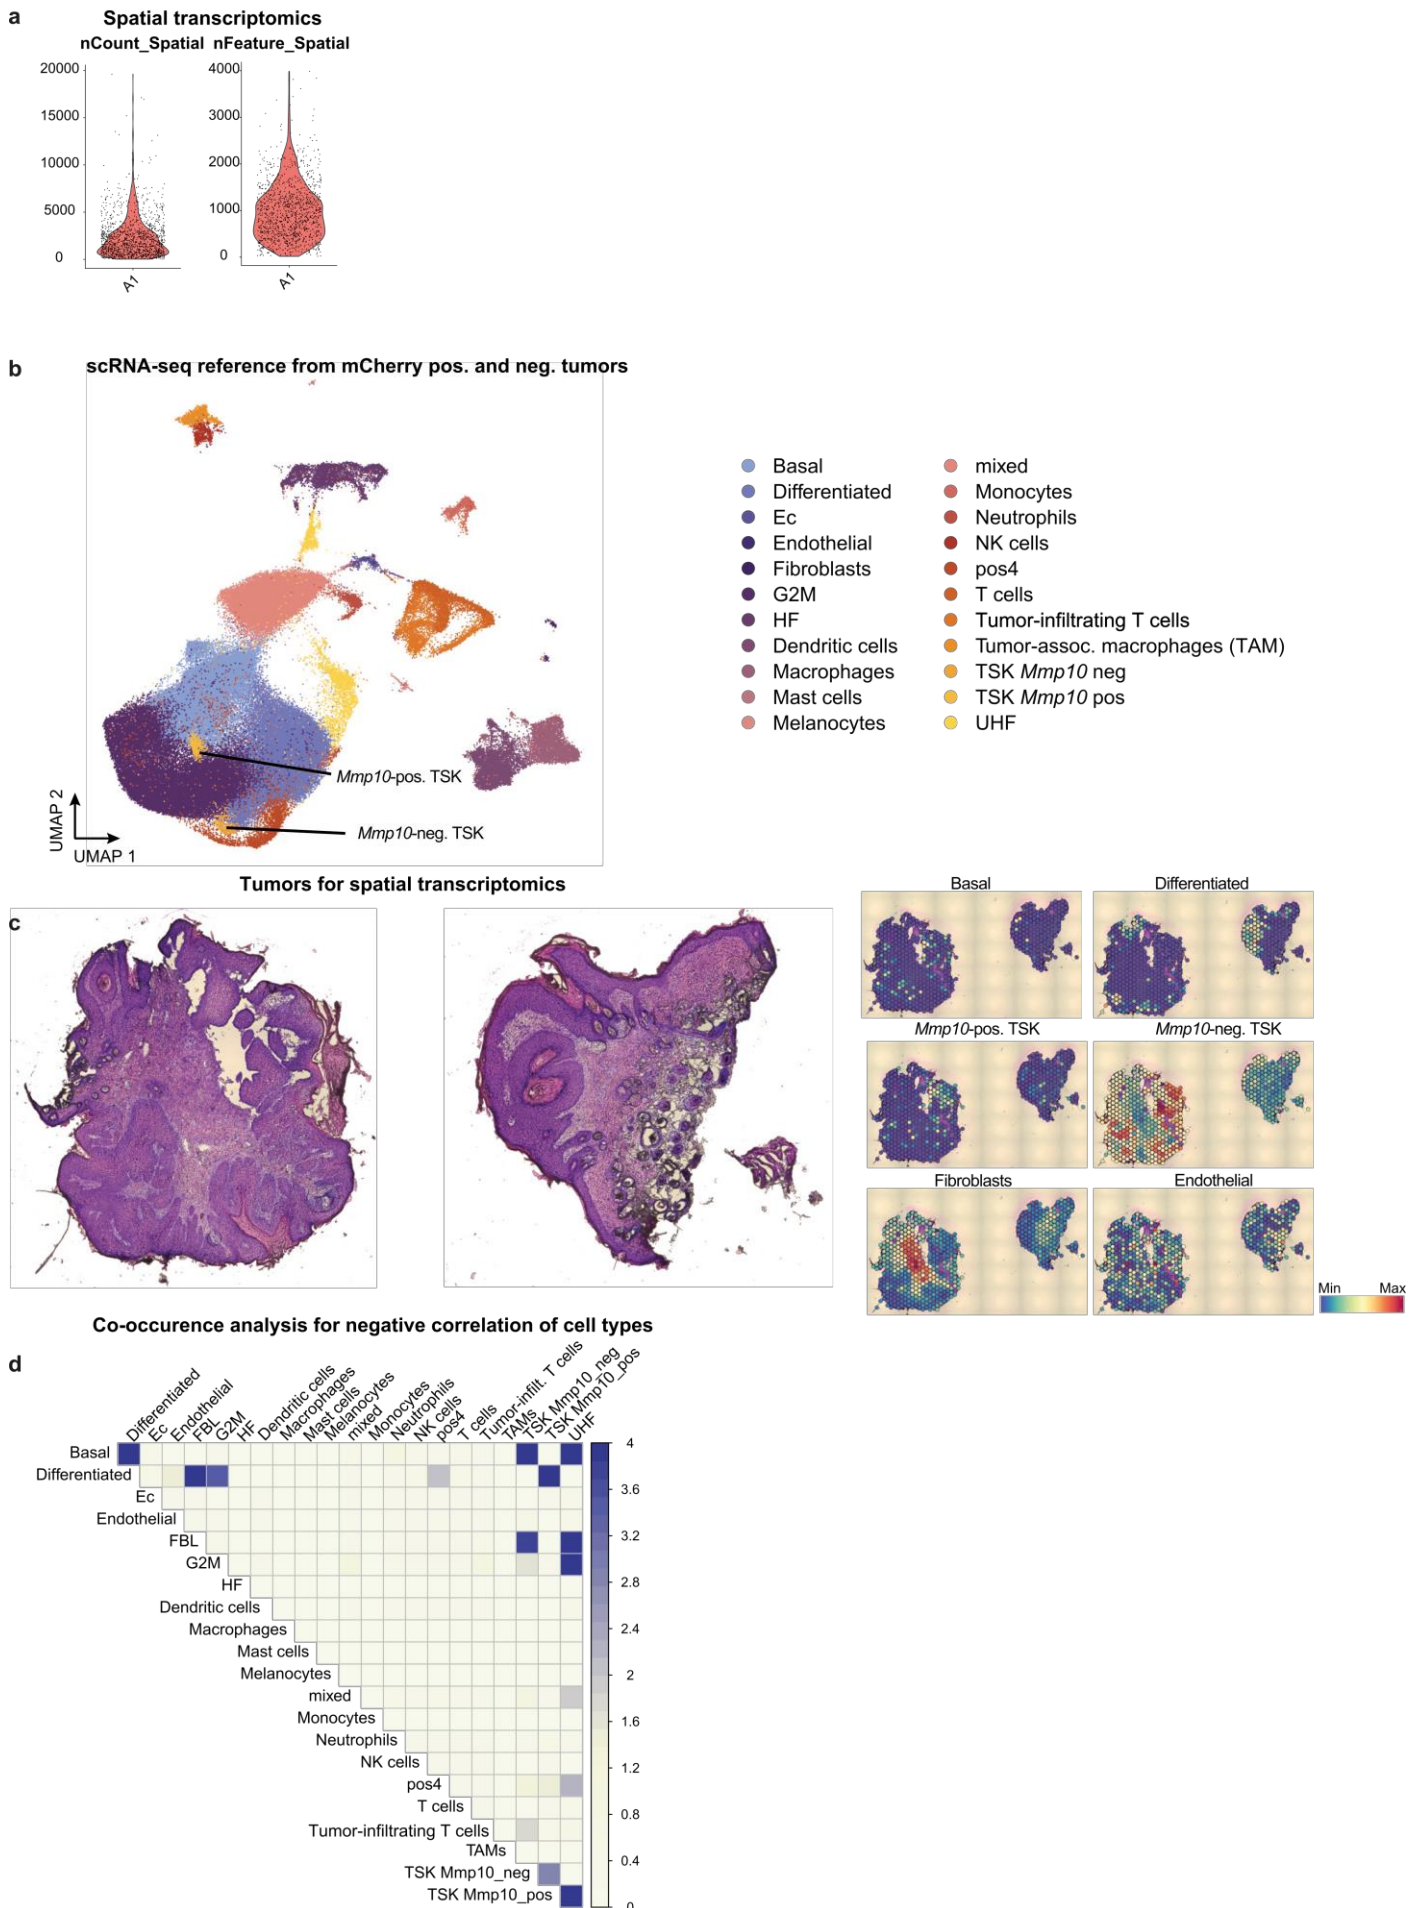 a
Spatial transcriptomics
nCount_Spatial nFeature_Spatial
20000
15000
10000
5000
0
A1
4000
3000
2000
1000
0
A1
b
scRNA-seq reference from mCherry pos. and neg. tumors
Mmp10-pos. TSK
Mmp10-neg. TSK
UMAP 2
UMAP 1
Basal
Differentiated
Ec
Endothelial
Fibroblasts
G2M
HF
Dendritic cells
Macrophages
Mast cells
Melanocytes
mixed
Monocytes
Neutrophils
NK cells
pos4
T cells
Tumor-infiltrating T cells
Tumor-assoc. macrophages (TAM)
TSK Mmp10 neg
TSK Mmp10 pos
UHF
Tumors for spatial transcriptomics
c
Basal
Differentiated
Mmp10-pos. TSK
Mmp10-neg. TSK
Fibroblasts
Endothelial
Min
Max
Co-occurence analysis for negative correlation of cell types
d
Differentiated
Ec
Endothelial
FBL
G2M
HF
Dendritic cells
Macrophages
Mast cells
Melanocytes
mixed
Monocytes
Neutrophils
NK cells
pos4
T cells
Tumor-infilt. T cells
TAMs
TSK Mmp10_neg
TSK Mmp10_pos
UHF
Basal
Differentiated
Ec
Endothelial
FBL
G2M
HF
Dendritic cells
Macrophages
Mast cells
Melanocytes
mixed
Monocytes
Neutrophils
NK cells
pos4
T cells
Tumor-infiltrating T cells
TAMs
TSK Mmp10_neg
TSK Mmp10_pos
4
3.6
3.2
2.8
2.4
2
1.6
1.2
0.8
0.4
0